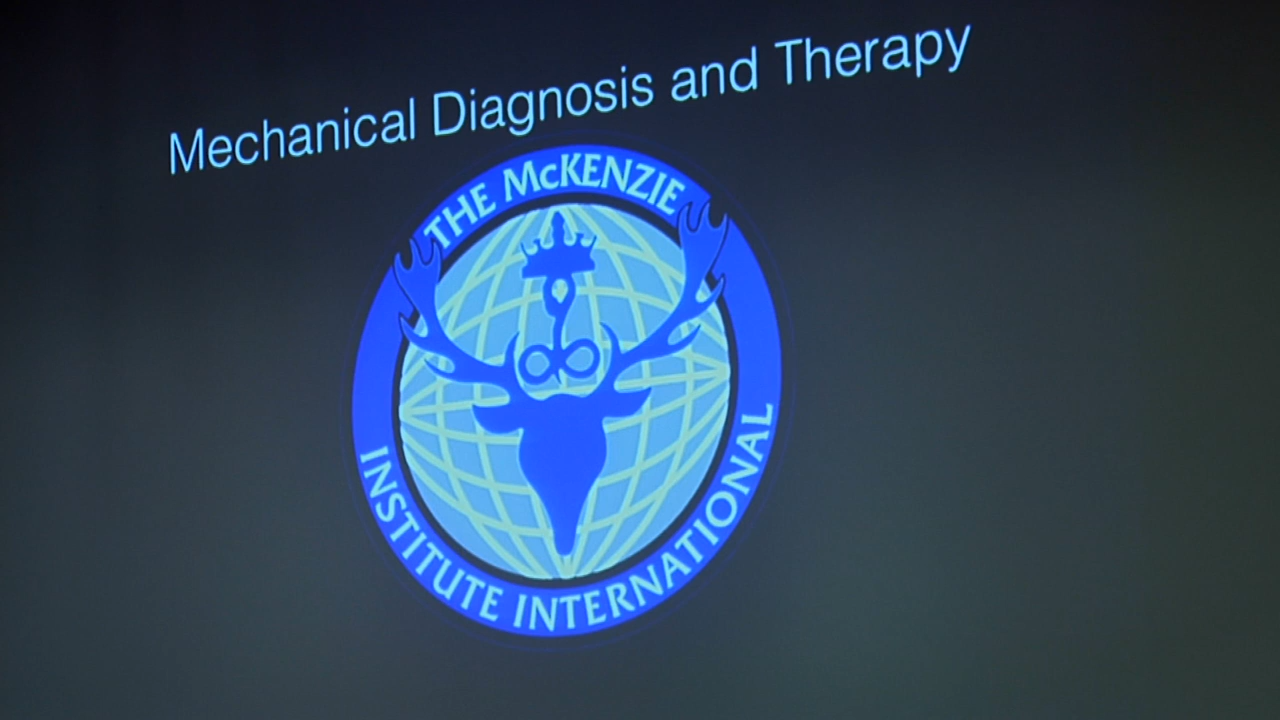 Mechanical Diagnosis and Therapy
THE McKENZIE
INSTITUTE INTERNATIONAL